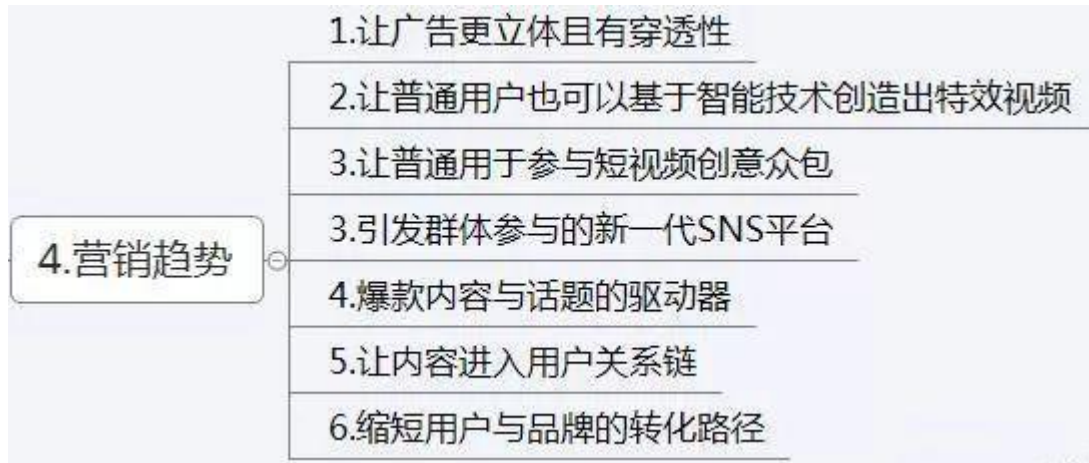 1.让广告更立体且有穿透性
2.让普通用户也可以基于智能技术创造出特效视频
3.让普通用于参与短视频创意众包
4.营销趋势
3.引发群体参与的新一代SNS平台
4.爆款内容与话题的驱动器
5.让内容进入用户关系链
6.缩短用户与品牌的转化路径